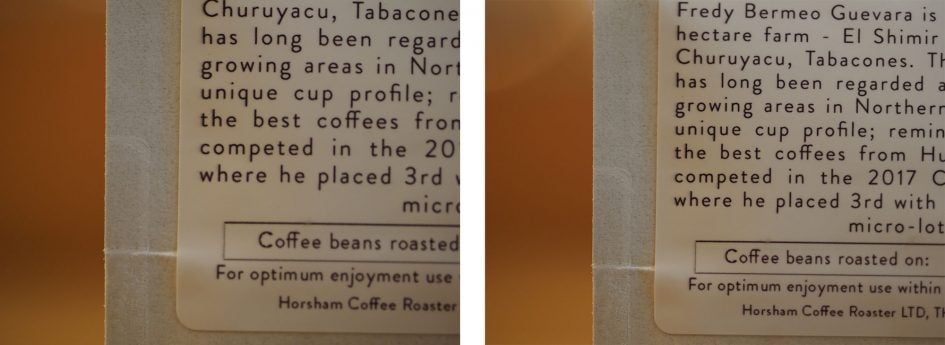 Churuyacu, Tabacone
has long been regard
growing areas in Nort
unique cup profile; r
the best coffees fron
competed in the 20
where he placed 3rd
micro
Coffee beans roasted
For optimum enjoyment use
Horsham Coffee Roaster
Fredy Bermeo Guevara is
hectare farm - El Shimir
Churuyacu, Tabacones. Th
has long been regarded a
growing areas in Northern
unique cup profile; remin
the best coffees from Hu
competed in the 2017 C
where he placed 3rd with
micro-lot
Coffee beans roasted on:
For optimum enjoyment use within
Horsham Coffee Roaster LTD, Th